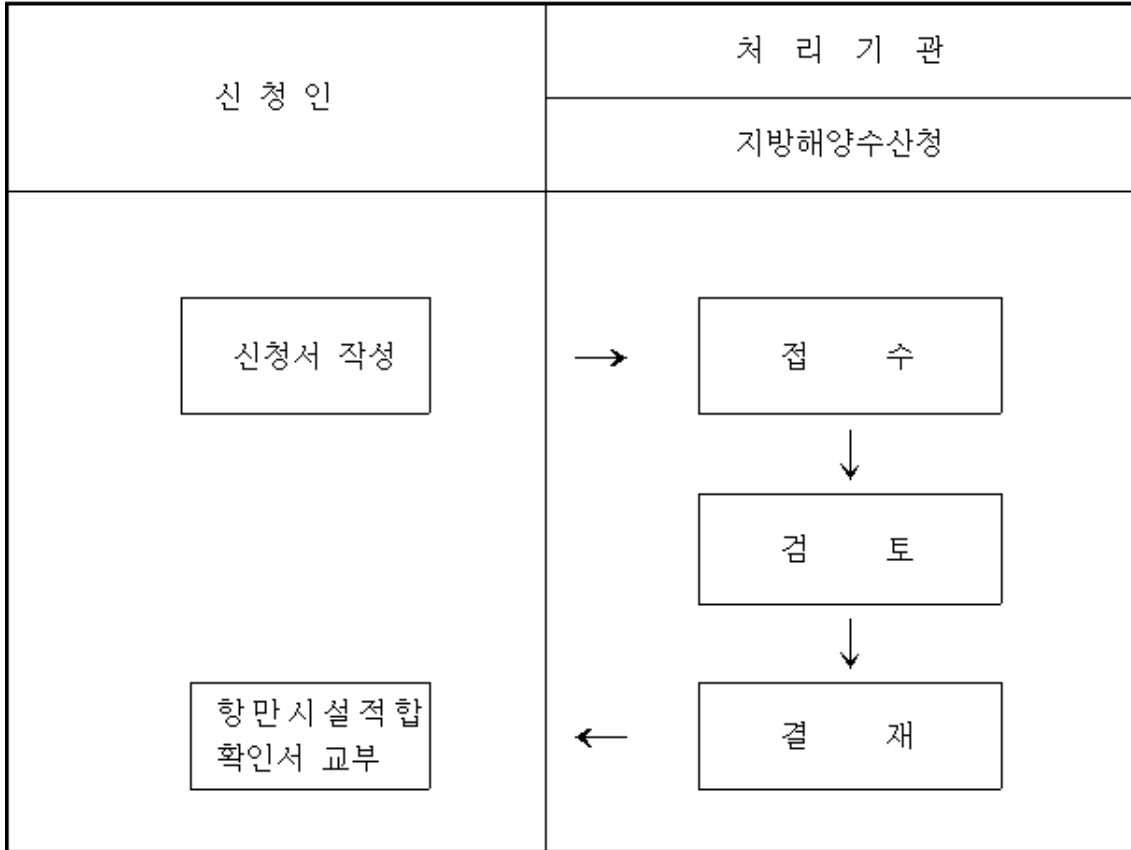 신 청 인
처 리 기 관
지방해양수산청
신청서 작성
접 수
검 토
결 재
항만시설적합
확인서 교부